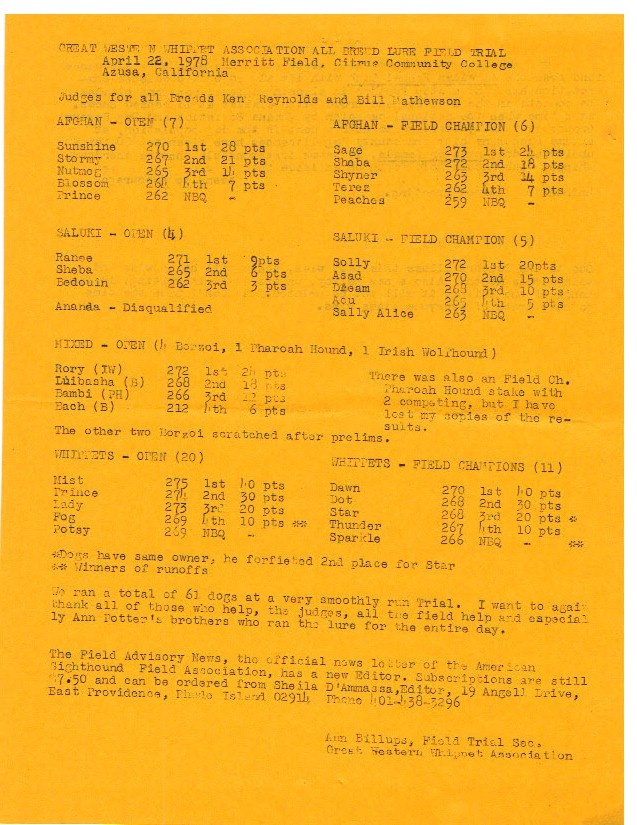 GREAT WESTERN WHIPPET ASSOCIATION ALL BREED LURE FIELD TRIAL
April 22, 1978 Merritt Field, Citrus Community College
Azusa, California
Judges for all Breeds Ken Reynolds and Bill Mathewson
AFGHAN - OPEN (7)
Sunshine 270 1st 28 pts
Stormy 267 2nd 21 pts
Nutmeg 265 3rd 14 pts
Blossom 264 4th 7 pts
Prince 262 NBQ -
AFGHAN - FIELD CHAMPION (6)
Sage 273 1st 24 pts
Sheba 272 2nd 18 pts
Shyner 263 3rd 14 pts
Terez 262 4th 7 pts
Peaches 259 NBQ -
SALUKI - OPEN (4)
Ranee 271 1st 9pts
Sheba 265 2nd 6 pts
Bedouin 262 3rd 3 pts
Ananda - Disqualified
SALUKI - FIELD CHAMPION (5)
Solly 272 1st 20pts
Asad 270 2nd 15 pts
Dream 268 3rd 10 pts
265 4th 5 pts
Sally Alice 263 NBQ -
MIXED - OPEN (4 Borzoi, 1 Pharoah Hound, 1 Irish Wolfhound)
Rory (IW) 272 1st 24 pts
Luibasha (B) 268 2nd 18 pts
Bambi (PH) 266 3rd 12 pts
Bach (B) 212 4th 6 pts
There was also an Field Ch.
Pharoah Hound stake with
2 competing, but I have
lost my copies of the re-
sults.
The other two Borzoi scratched after prelims.
WHIPPETS - OPEN (20)
Mist 275 1st 40 pts
Prince 274 2nd 30 pts
Lady 273 3rd 20 pts
Fog 269 4th 10 pts **
Potsy 269 NBQ -
WHIPPETS - FIELD CHAMPIONS (11)
Dawn 270 1st 40 pts
Dot 268 2nd 30 pts
Star 268 3rd 20 pts *
Thunder 267 4th 10 pts
Sparkle 266 NBQ - **
*Dogs have same owner, he forfieted 2nd place for Star
** Winners of runoffs
We ran a total of 61 dogs at a very smoothly run Trial. I want to again
thank all of those who help, the judges, all the field help and especial
ly Ann Potter's brothers who ran the lure for the entire day.
The Field Advisory News, the official news letter of the American
Sighthound Field Association, has a new Editor. Subscriptions are still
$7.50 and can be ordered from Sheila D'Ammassa,Editor, 19 Angell Drive,
East Providence, Rhode Island 02914 Phone 401-438-3296
Ann Billups, Field Trial Sec.
Great Western Whippet Association